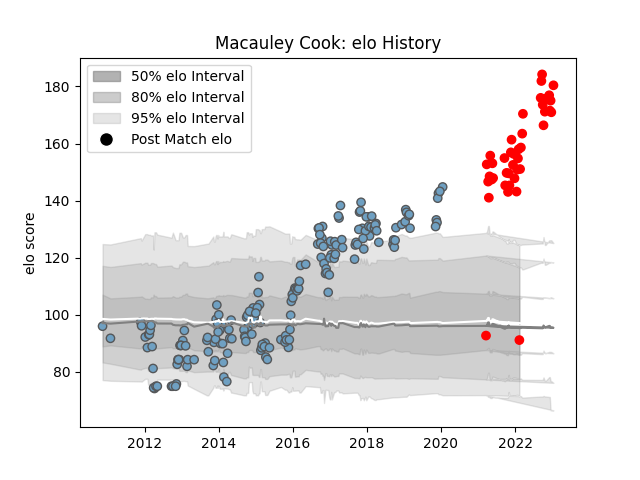 Macauley Cook: elo History
50% elo Interval
80% elo Interval
95% elo Interval
Post Match elo
elo score
180
160
140
120
100
80
2012
2014
2016
2018
2020
2022